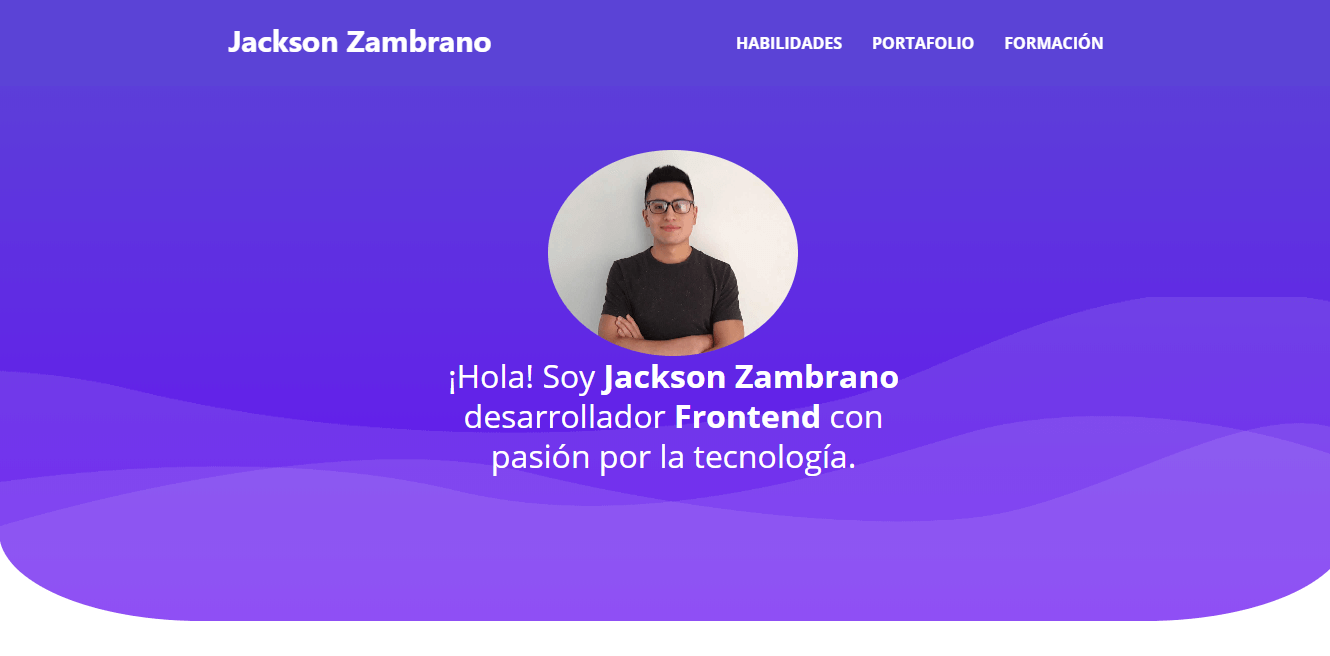 Jackson Zambrano
HABILIDADES PORTAFOLIO FORMACIÓN
¡Hola! Soy Jackson Zambrano
desarrollador Frontend con
pasión por la tecnología.